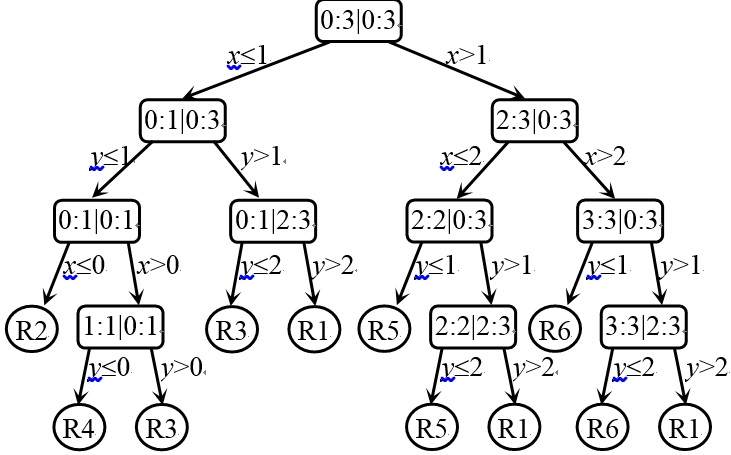 0:3|0:3
x≤1 x>1
0:1|0:3 2:3|0:3
y≤1 y>1 x≤2 x>2
0:1|0:1 0:1|2:3 2:2|0:3 3:3|0:3
x≤0 x>0 y≤2 y>2 y≤1 y>1 y≤1 y>1
R2 1:1|0:1 R3 R1 R5 2:2|2:3 R6 3:3|2:3
y≤0 y>0 y≤2 y>2 y≤2 y>2
R4 R3 R5 R1 R6 R1